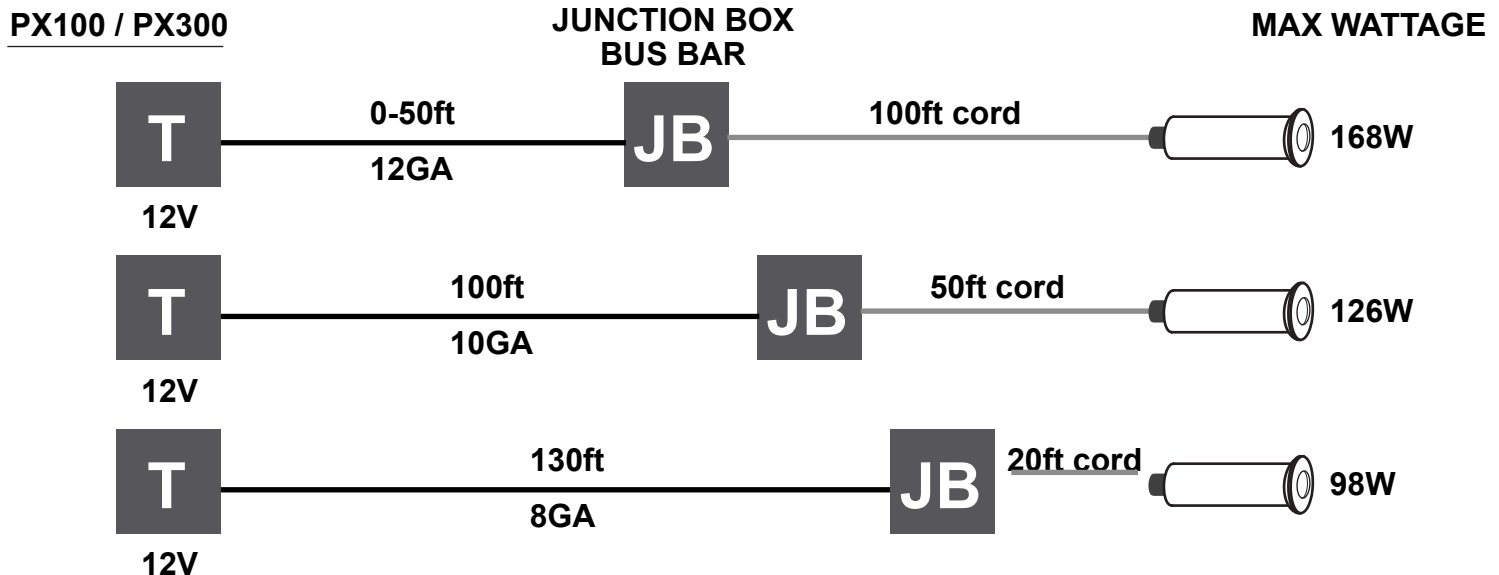 PX100 / PX300
JUNCTION BOX
BUS BAR
MAX WATTAGE
T
0-50ft
12GA
JB
100ft cord
168W
12V
T
100ft
10GA
JB
50ft cord
126W
12V
T
130ft
8GA
JB
20ft cord
98W
12V